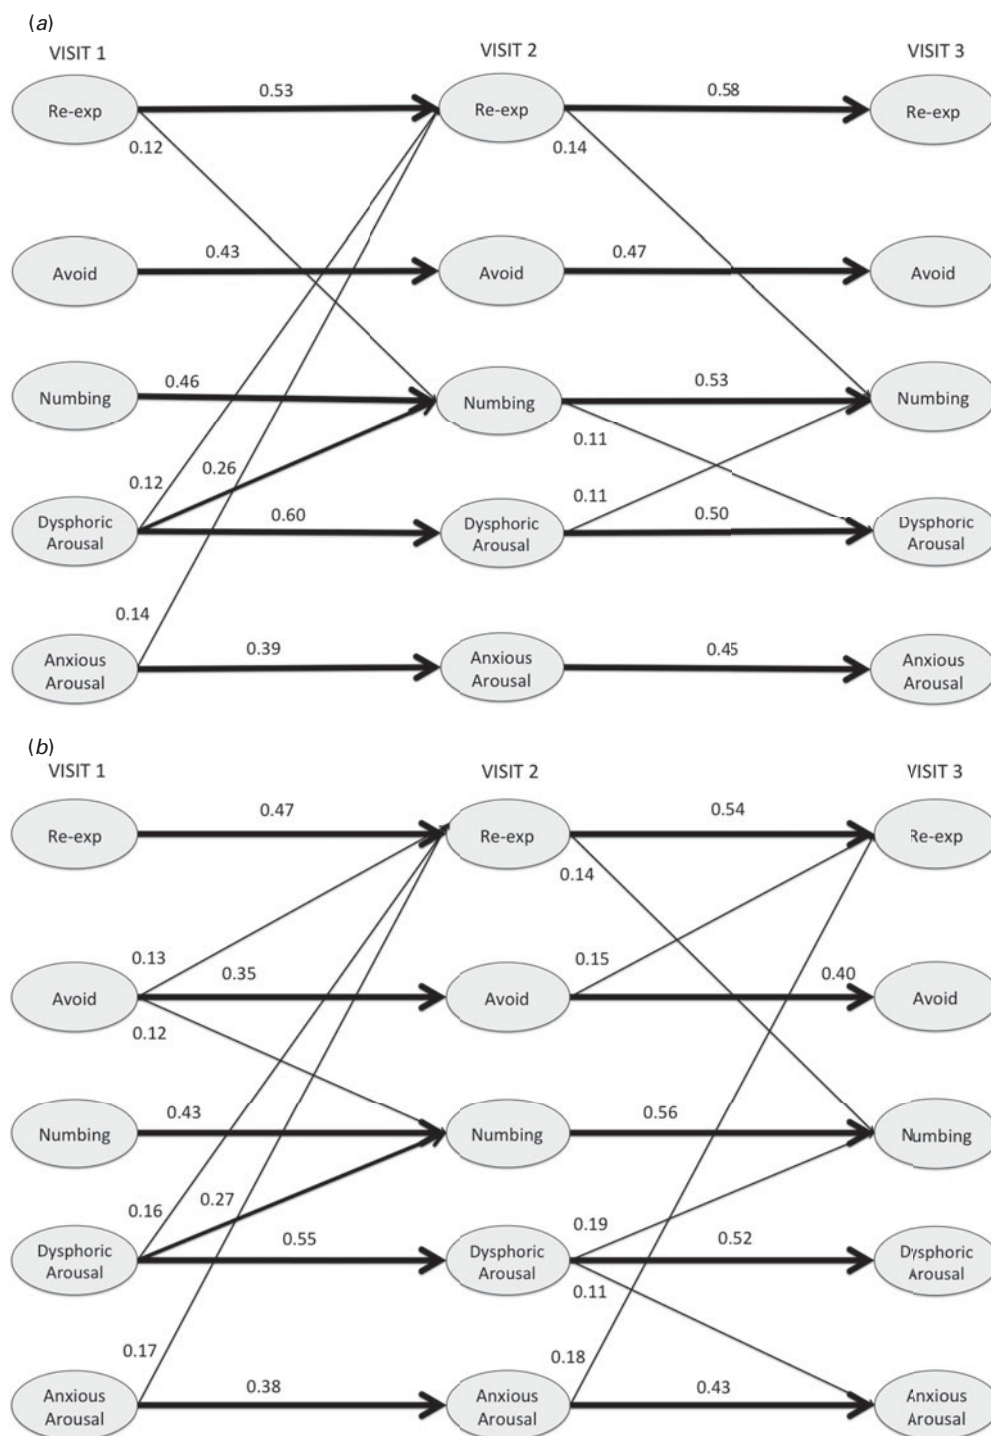 (a)
VISIT 1 VISIT 2 VISIT 3
0.53 0.58
Re-exp Re-exp Re-exp
0.12 0.14
0.43 0.47
Avoid Avoid Avoid
0.46 0.53
Numbing Numbing Numbing
0.11
0.12 0.26 0.11
0.60 0.50
Dysphoric Arousal Dysphoric Arousal Dysphoric Arousal
0.14
0.39 0.45
Anxious Arousal Anxious Arousal Anxious Arousal
(b)
VISIT 1 VISIT 2 VISIT 3
0.47 0.54
Re-exp Re-exp Re-exp
0.14
0.13 0.35 0.15 0.40
Avoid Avoid Avoid
0.12
0.43 0.56
Numbing Numbing Numbing
0.16 0.27 0.19
0.55 0.52
Dysphoric Arousal Dysphoric Arousal Dysphoric Arousal
0.11
0.17 0.18
0.38 0.43
Anxious Arousal Anxious Arousal Anxious Arousal